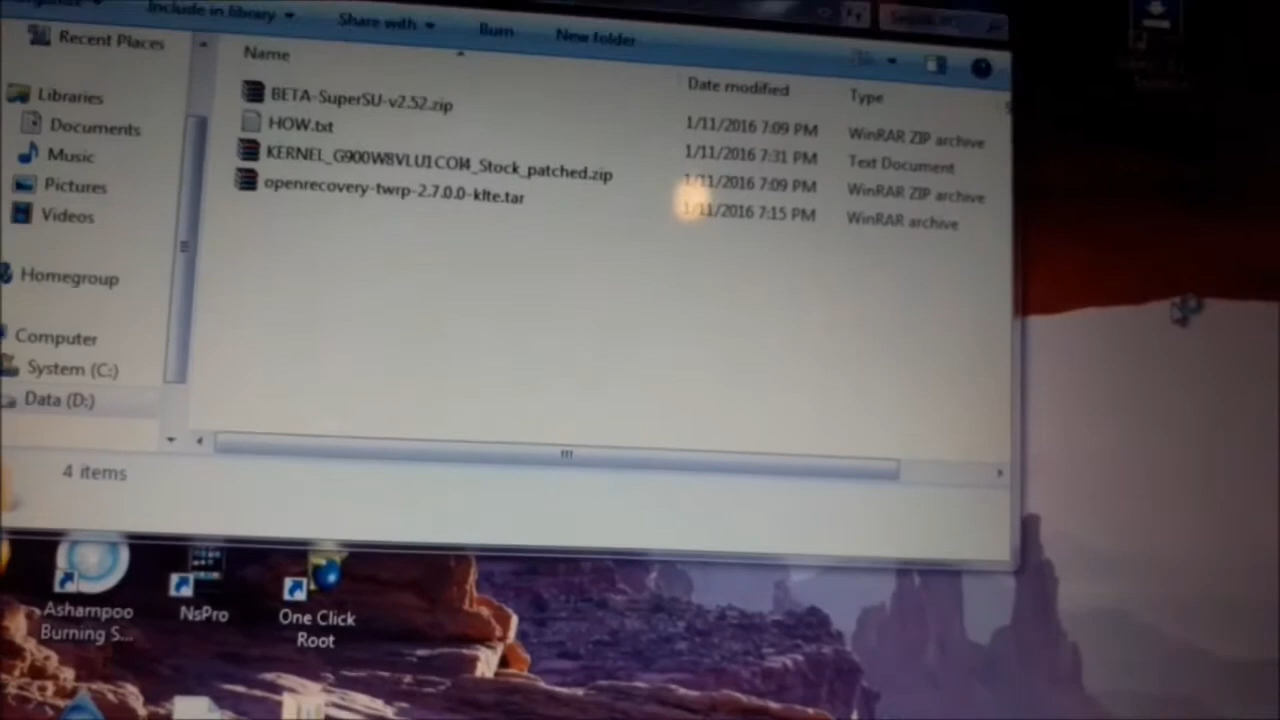 Include in library
Share with
Burn
New folder
Recent Places
Libraries
Documents
Music
Pictures
Videos
Homegroup
Computer
System (C:)
Data (D:)
Name
Date modified
Type
BETA-SuperSU-v2.52.zip
1/11/2016 7:09 PM
WinRAR ZIP archive
HOW.txt
1/11/2016 7:31 PM
Text Document
KERNEL_G900W8VLU1COI4_Stock_patched.zip
1/11/2016 7:09 PM
WinRAR ZIP archive
openrecovery-twrp-2.7.0.0-klte.tar
1/11/2016 7:15 PM
WinRAR archive
4 items
Ashampoo
Burning S...
NsPro
One Click
Root